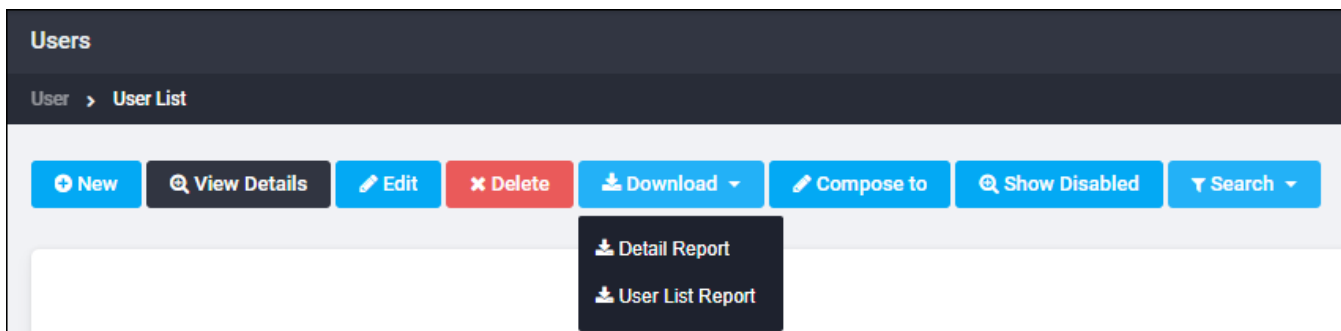 Users
User > User List
New View Details Edit Delete Download Compose to Show Disabled Search
Detail Report
User List Report